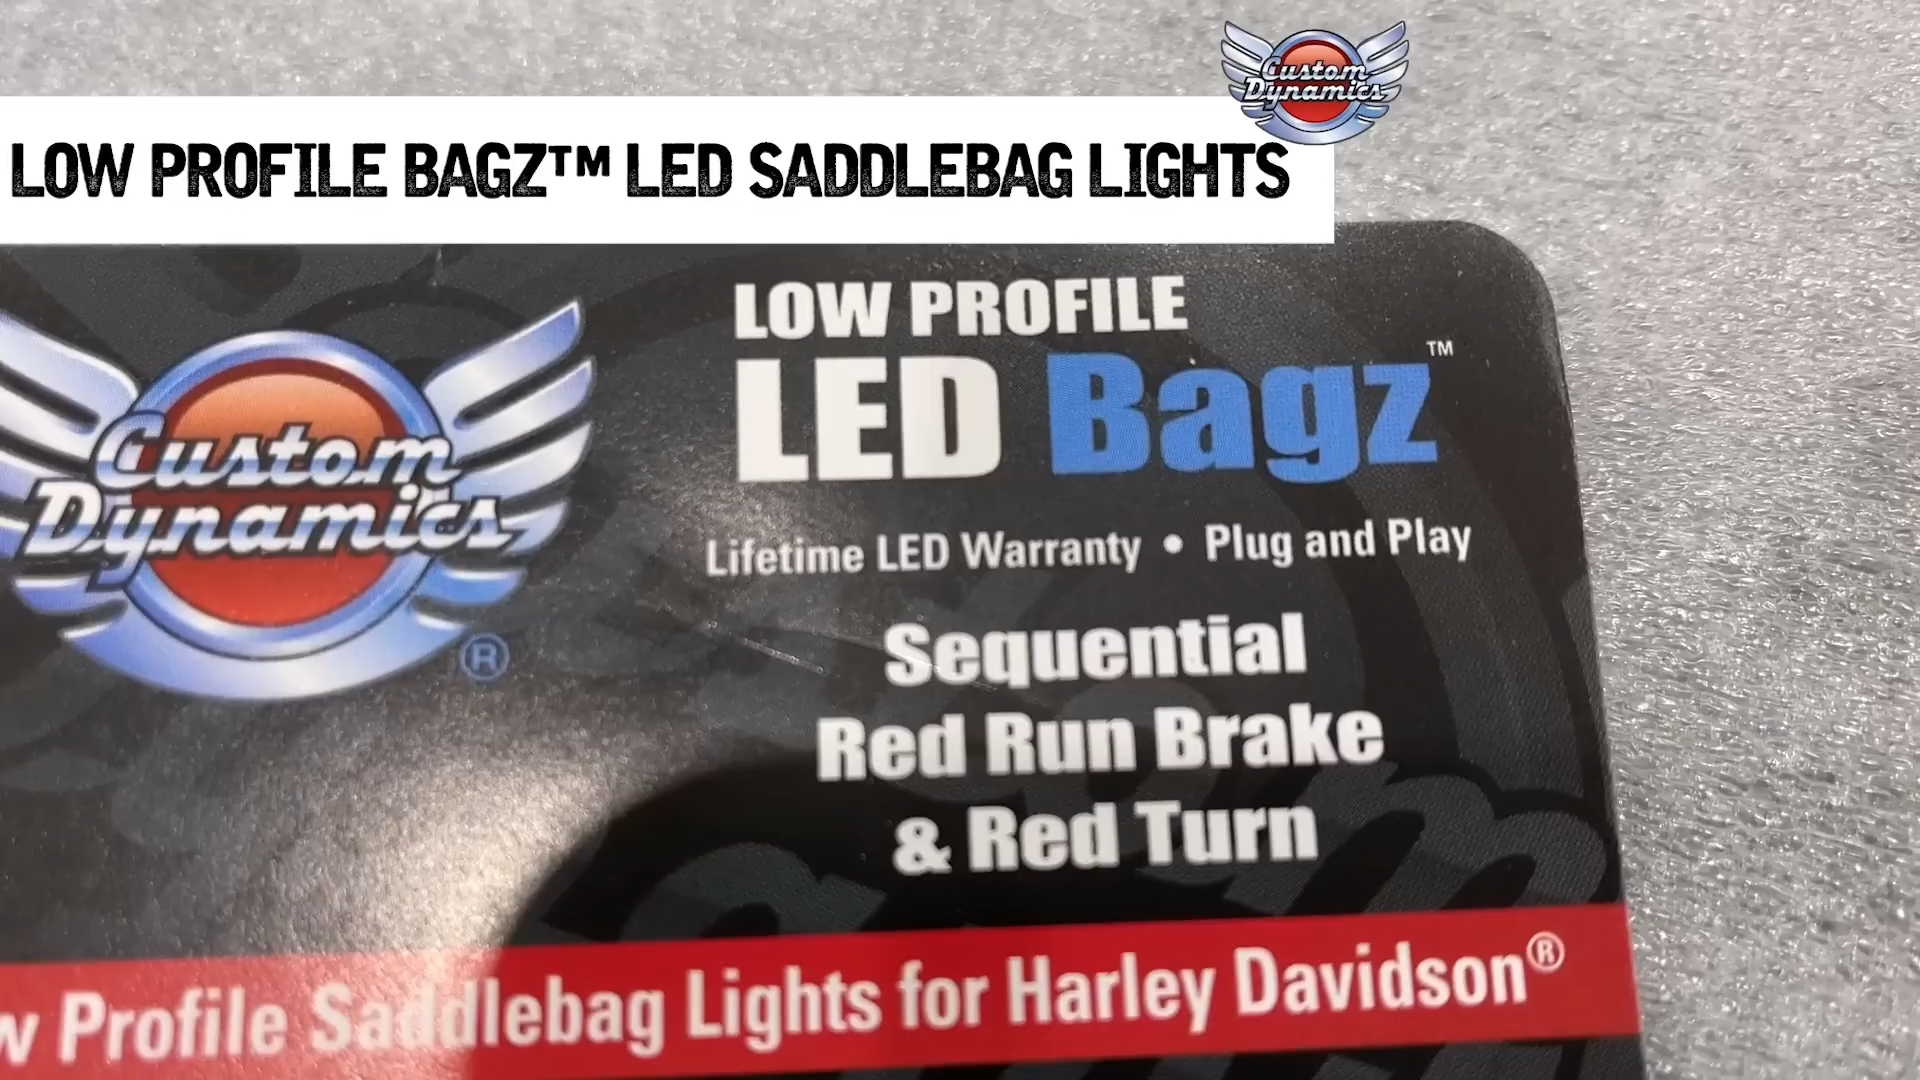 Custom
Dynamics
LOW PROFILE BAGZ™ LED SADDLEBAG LIGHTS
LOW PROFILE
LED Bagz™
Custom
Dynamics®
Lifetime LED Warranty • Plug and Play
Sequential
Red Run Brake
& Red Turn
Profile Saddlebag Lights for Harley Davidson®